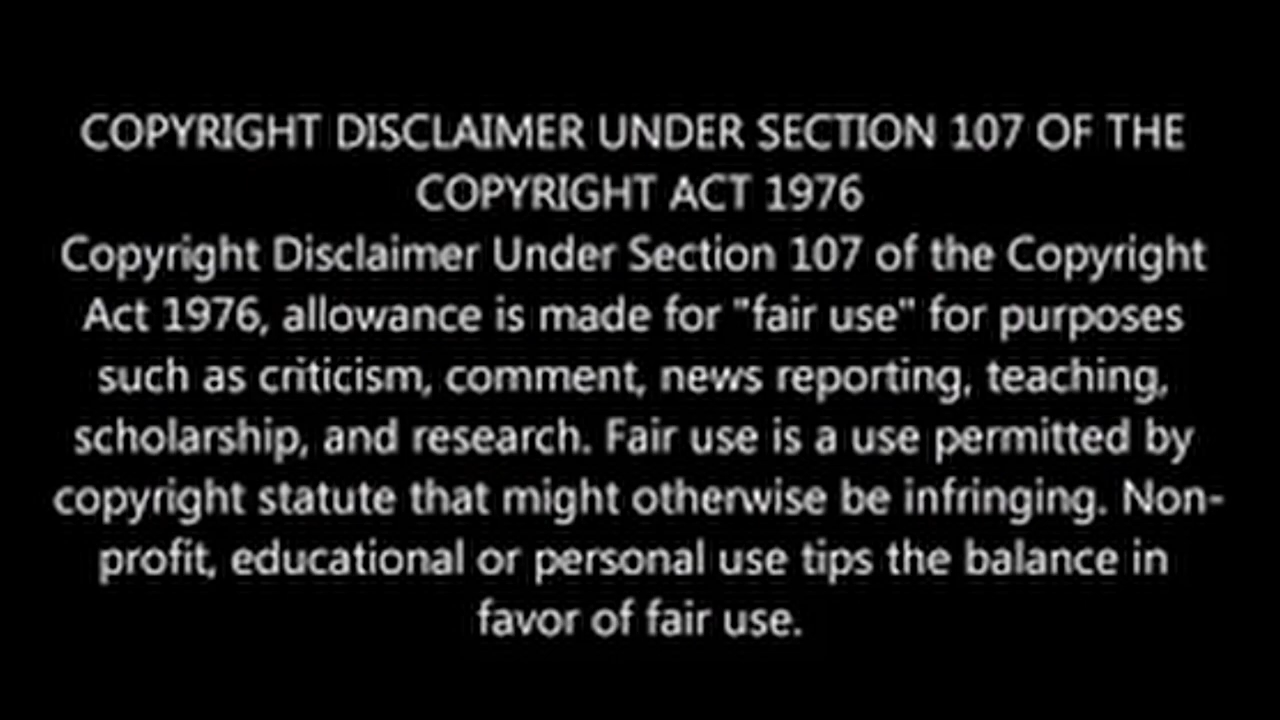 COPYRIGHT DISCLAIMER UNDER SECTION 107 OF THE
COPYRIGHT ACT 1976
Copyright Disclaimer Under Section 107 of the Copyright
Act 1976, allowance is made for "fair use" for purposes
such as criticism, comment, news reporting, teaching,
scholarship, and research. Fair use is a use permitted by
copyright statute that might otherwise be infringing. Non-
profit, educational or personal use tips the balance in
favor of fair use.